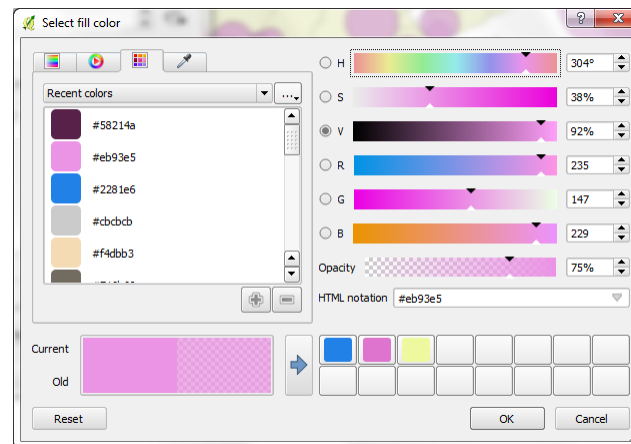 Select fill color
Recent colors
...
#58214a
#eb93e5
#2281e6
#cbcbcb
#f4dbb3
H 304°
S 38%
V 92%
R 235
G 147
B 229
Opacity 75%
HTML notation #eb93e5
Current
Old
Reset
OK
Cancel